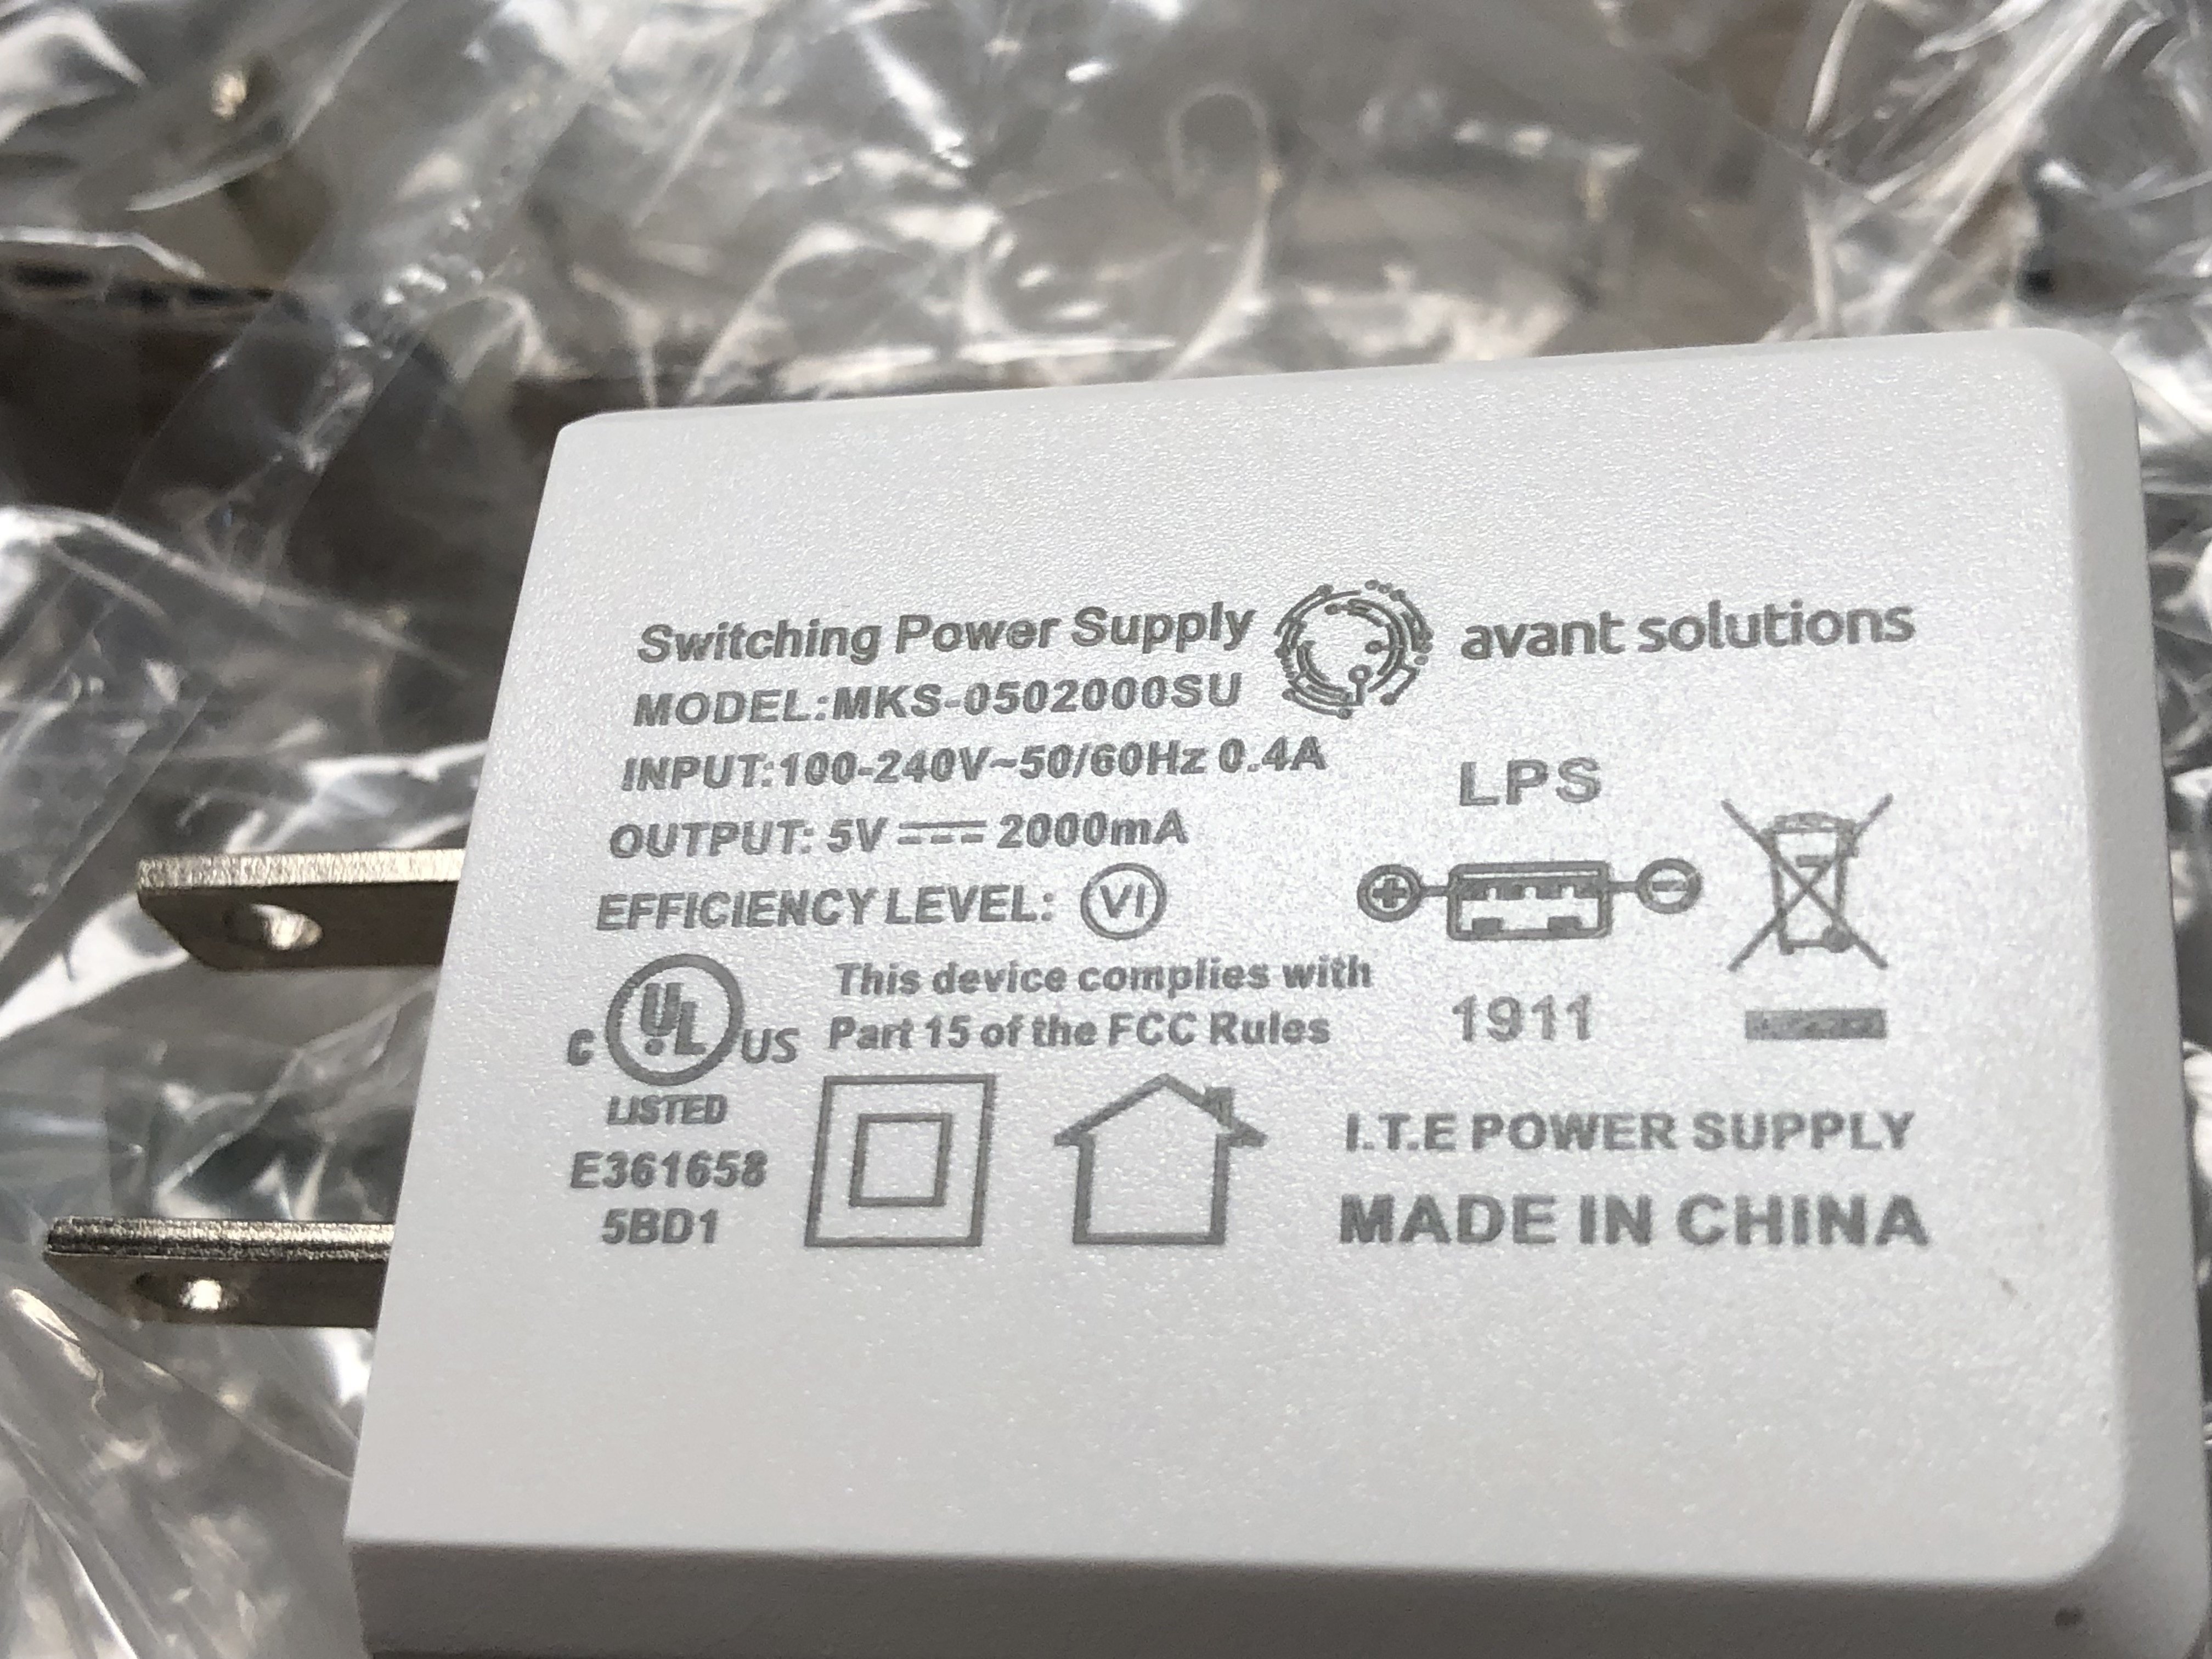 Switching Power Supply avant solutions
MODEL:MKS-0502000SU
INPUT:100-240V~50/60Hz 0.4A
LPS
OUTPUT: 5V 2000mA
EFFICIENCY LEVEL: VI
This device complies with
Part 15 of the FCC Rules
1911
C UL US
LISTED
E361658
5BD1
I.T.E POWER SUPPLY
MADE IN CHINA